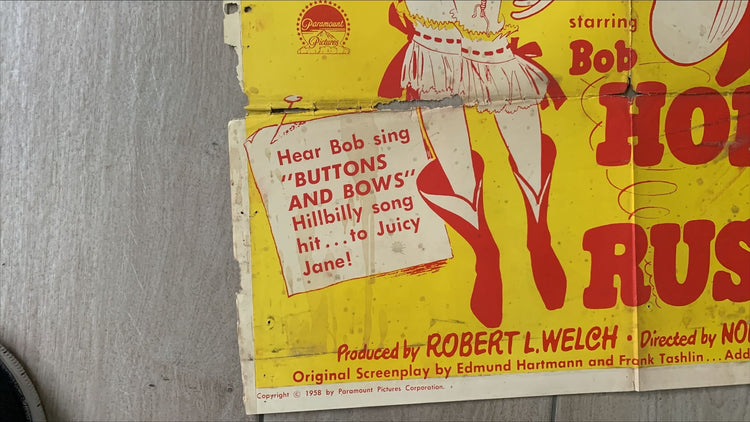 Paramount
Pictures
starring
Bob
HO
Hear Bob sing
"BUTTONS
AND BOWS"
Hillbilly song
hit...to Juicy
Jane!
RUS
Produced by ROBERT L. WELCH • Directed by NO
Original Screenplay by Edmund Hartmann and Frank Tashlin... Add
Copyright © 1958 by Paramount Pictures Corporation.